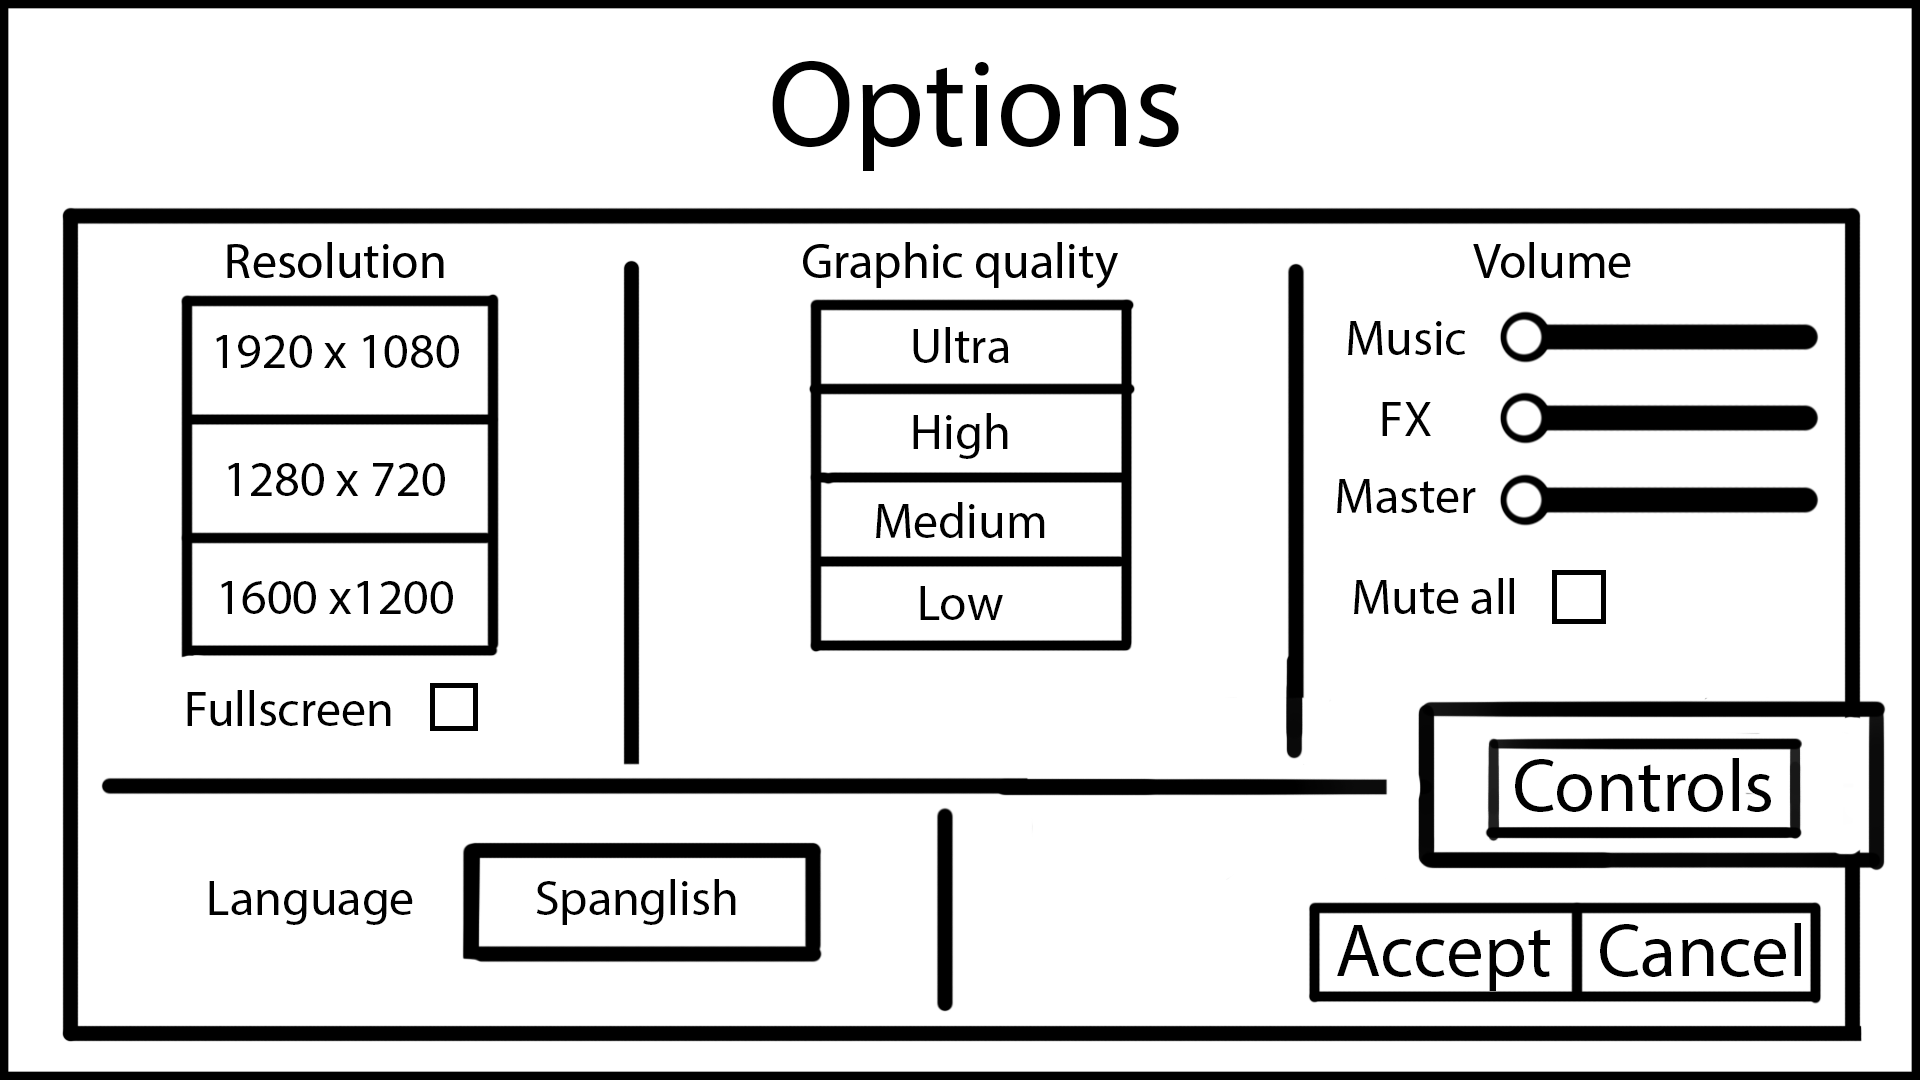 Options
Resolution
1920 x 1080
1280 x 720
1600 x1200
Fullscreen
Graphic quality
Ultra
High
Medium
Low
Volume
Music
FX
Master
Mute all
Controls
Language
Spanglish
Accept
Cancel